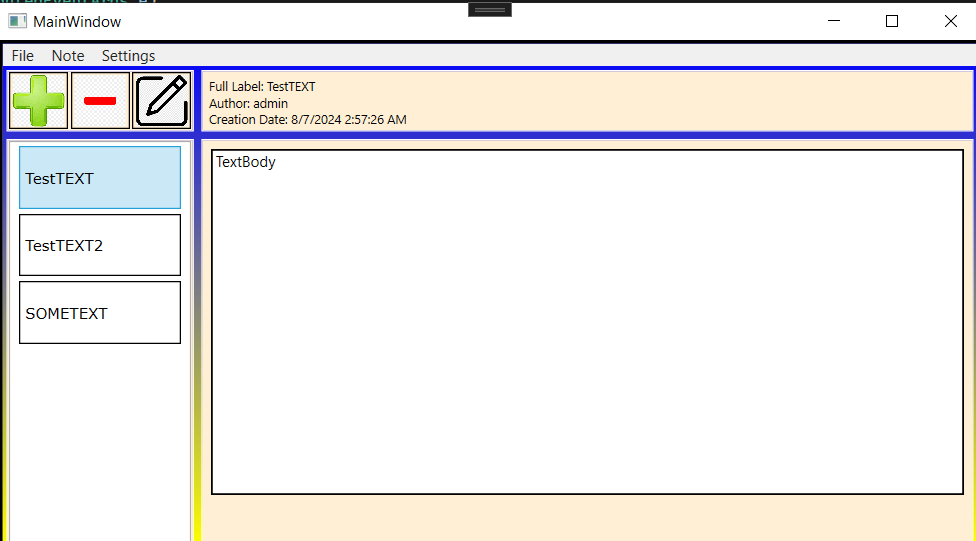 MainWindow
File Note Settings
Full Label: TestTEXT
Author: admin
Creation Date: 8/7/2024 2:57:26 AM
TestTEXT
TestTEXT2
SOMETEXT
TextBody